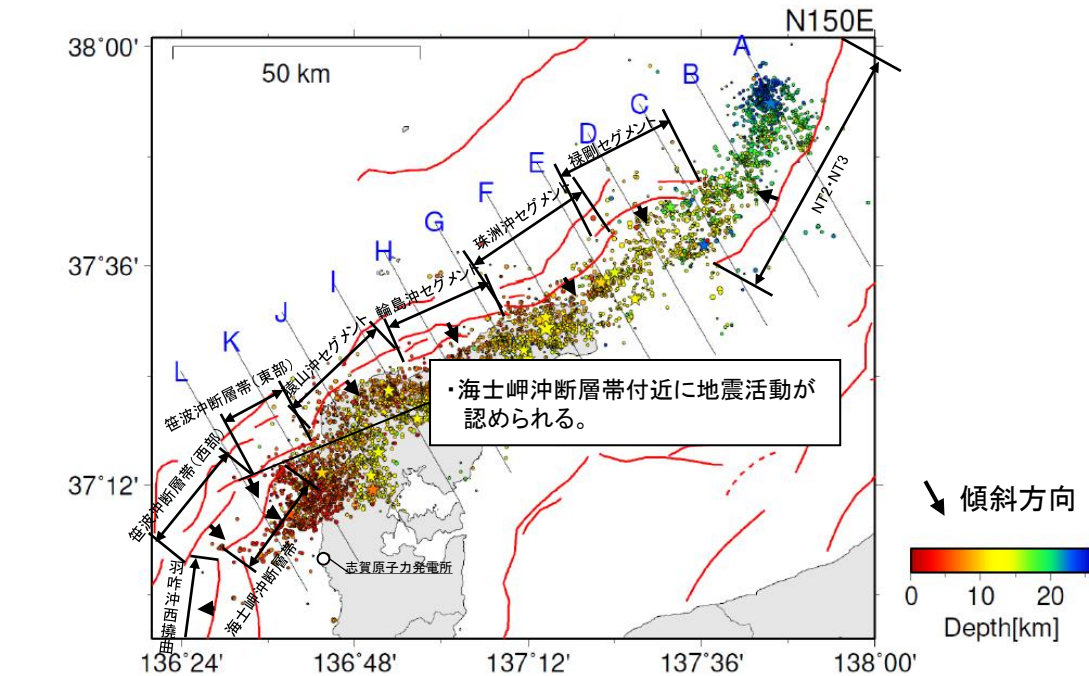 N150E
38°00'
37°36'
37°12'
50 km
A
B
C
D
E
F
G
H
I
J
K
L
禄剛セグメント
珠洲沖セグメント
輪島沖セグメント
猿山沖セグメント
笹波沖断層帯(東部)
笹波沖断層帯(西部)
海士岬沖断層帯
羽咋沖西撓曲
NT2・NT3
・海士岬沖断層帯付近に地震活動が
認められる。
志賀原子力発電所
傾斜方向
0 10 20
Depth[km]
136°24' 136°48' 137°12' 137°36' 138°00'